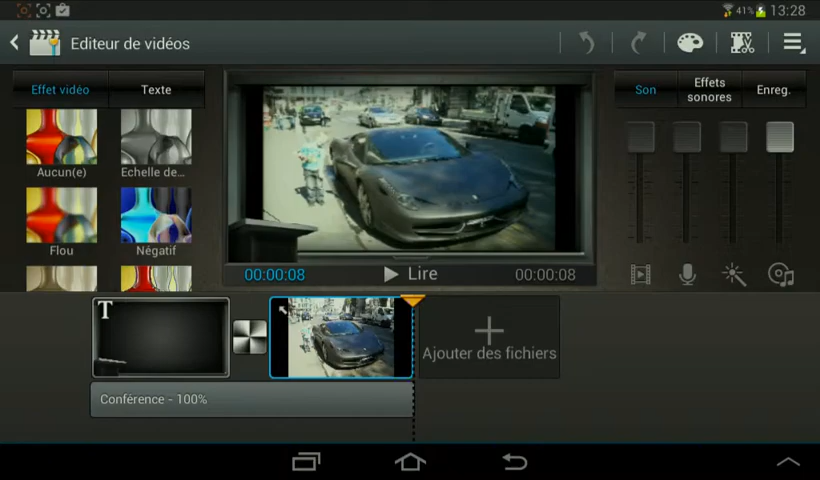 41% 13:28
Editeur de vidéos
Effet vidéo Texte
Son Effets sonores Enreg.
Aucun(e) Echelle de...
Flou Négatif
00:00:08 Lire 00:00:08
T
Ajouter des fichiers
Conférence - 100%